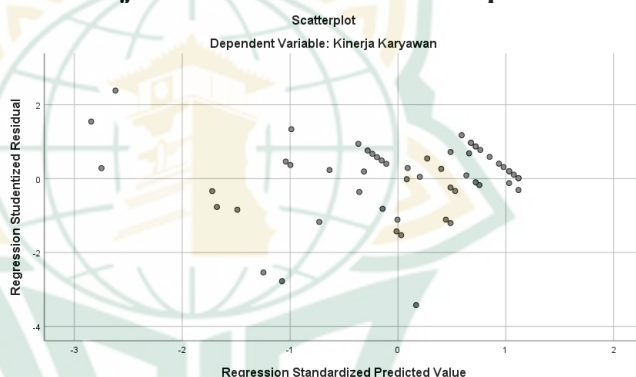 Scatterplot
Dependent Variable: Kinerja Karyawan
Regression Studentized Residual
2
0
-2
-4
-3
-2
-1
0
1
2
Regression Standardized Predicted Value